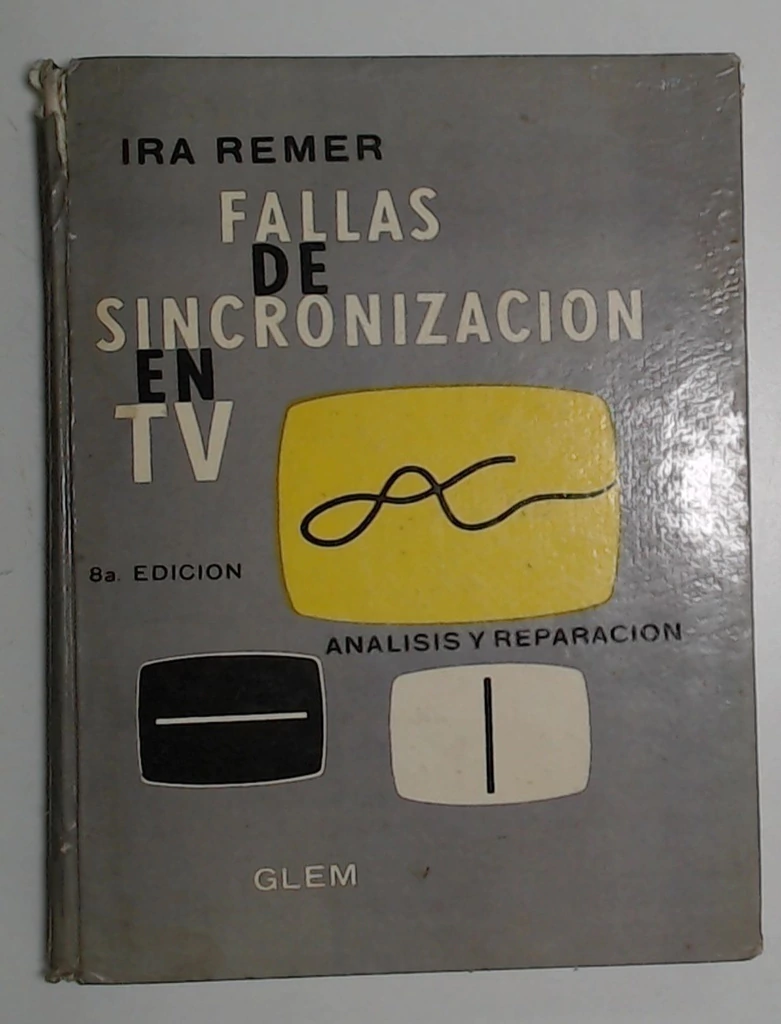 IRA REMER
FALLAS
DE
SINCRONIZACION
EN
TV
8a. EDICION
ANALISIS Y REPARACION
GLEM